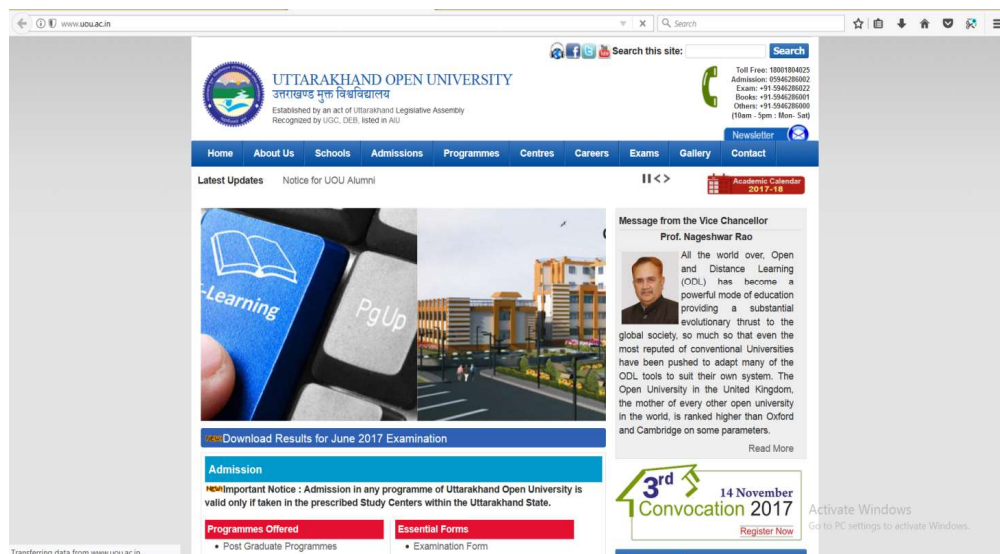 www.uou.ac.in
Search
Search this site:
Search
UTTARAKHAND OPEN UNIVERSITY
उत्तराखण्ड मुक्त विश्वविद्यालय
Established by an act of Uttarakhand Legislative Assembly
Recognized by UGC, DEB, listed in AIU
Toll Free: 18001804025
Admission: 05946286002
Exam: +91-5946286022
Books: +91-5946286001
Others: +91-5946286000
(10am - 5pm : Mon- Sat)
Newsletter
Home About Us Schools Admissions Programmes Centres Careers Exams Gallery Contact
Latest Updates Notice for UOU Alumni
Academic Calendar
2017-18
-Learning
PgUp
Message from the Vice Chancellor
Prof. Nageshwar Rao
All the world over, Open
and Distance Learning
(ODL) has become a
powerful mode of education
providing a substantial
evolutionary thrust to the
global society, so much so that even the
most reputed of conventional Universities
have been pushed to adapt many of the
ODL tools to suit their own system. The
Open University in the United Kingdom,
the mother of every other open university
in the world, is ranked higher than Oxford
and Cambridge on some parameters.
Read More
NEW Download Results for June 2017 Examination
Admission
NEW Important Notice : Admission in any programme of Uttarakhand Open University is
valid only if taken in the prescribed Study Centers within the Uttarakhand State.
Programmes Offered
• Post Graduate Programmes
Essential Forms
• Examination Form
3rd
Convocation
14 November
2017
Register Now
Activate Windows
Go to PC settings to activate Windows.
Transferring data from www.uou.ac.in